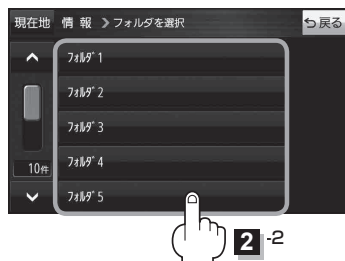 現在地 情 報 》フォルダを選択 戻る
ﾌｫﾙﾀﾞ 1
ﾌｫﾙﾀﾞ 2
ﾌｫﾙﾀﾞ 3
ﾌｫﾙﾀﾞ 4
10件
ﾌｫﾙﾀﾞ 5
2 -2